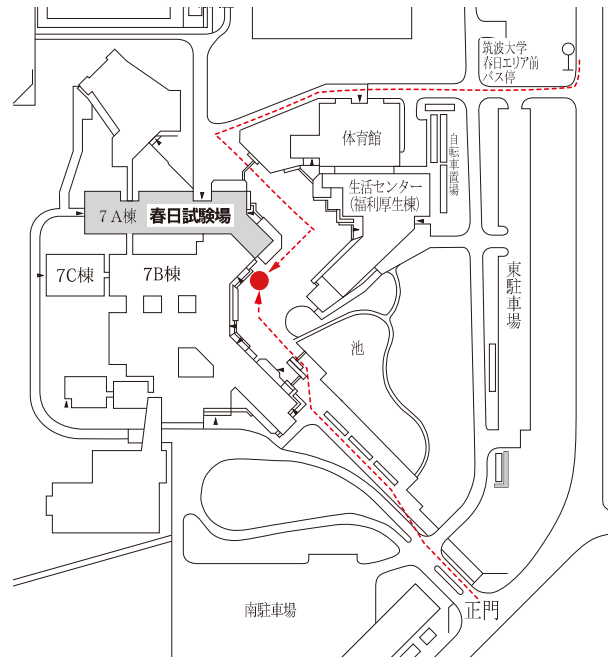 筑波大学
春日エリア前
バス停
体育館
自転車置場
生活センター
(福利厚生棟)
7A棟
春日試験場
7C棟
7B棟
東駐車場
池
南駐車場
正門